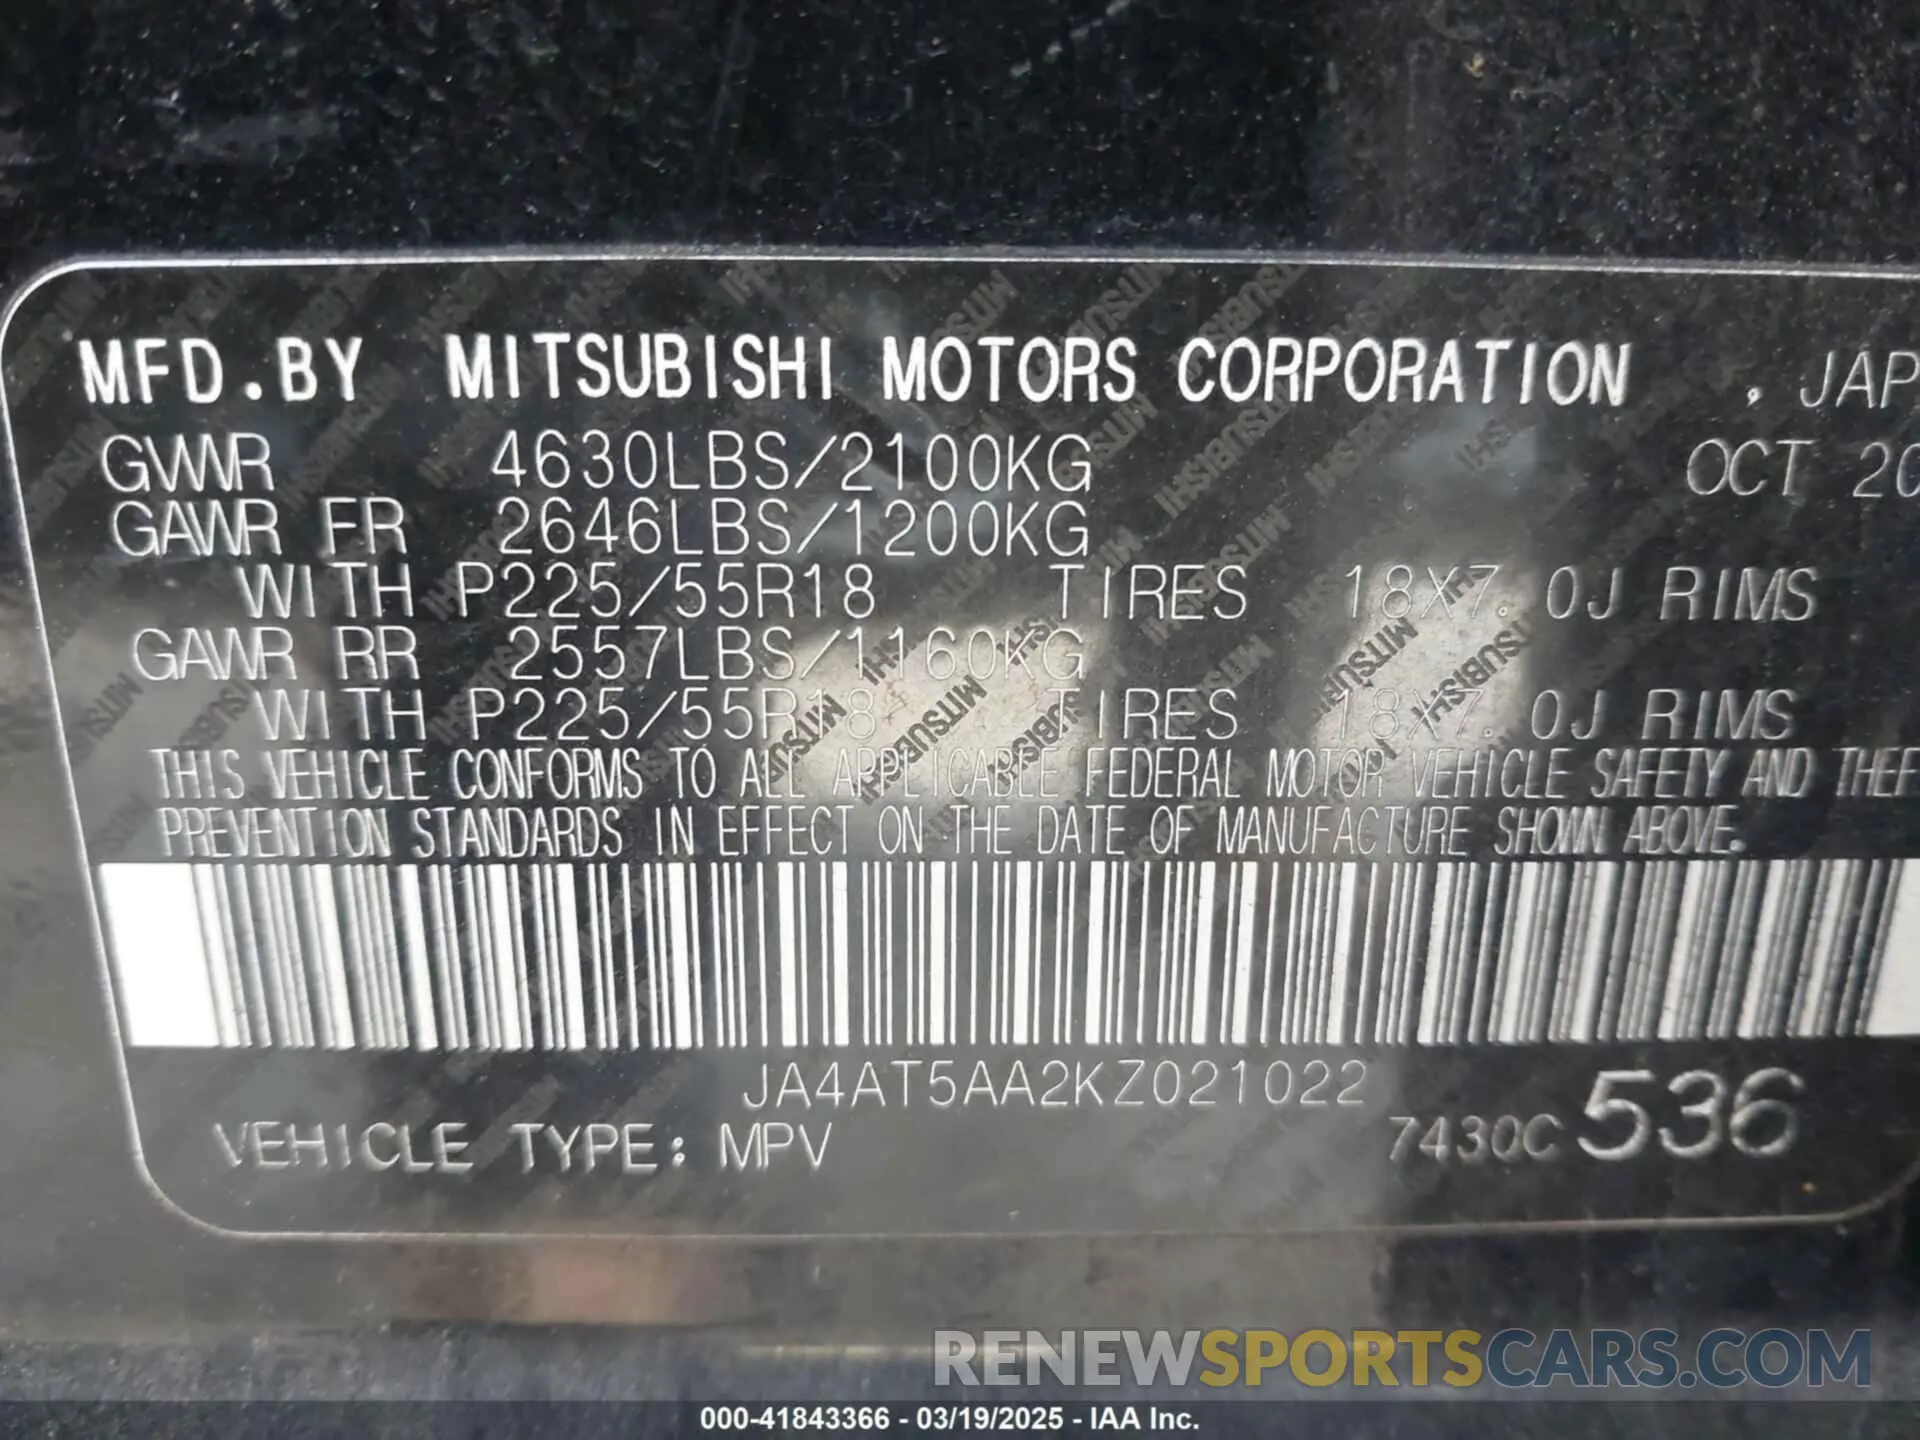 MFD.BY MITSUBISHI MOTORS CORPORATION , JAP
GVWR 4630LBS/2100KG OCT 20
GAWR FR 2646LBS/1200KG
WITH P225/55R18 TIRES 18X7.0J RIMS
GAWR RR 2557LBS/1160KG
WITH P225/55R18 TIRES 18X7.0J RIMS
THIS VEHICLE CONFORMS TO ALL APPLICABLE FEDERAL MOTOR VEHICLE SAFETY AND THEF
PREVENTION STANDARDS IN EFFECT ON THE DATE OF MANUFACTURE SHOWN ABOVE.
JA4AT5AA2KZ021022
VEHICLE TYPE: MPV 7430C 536
RENEWSPORTSCARS.COM
000-41843366 - 03/19/2025 - IAA Inc.